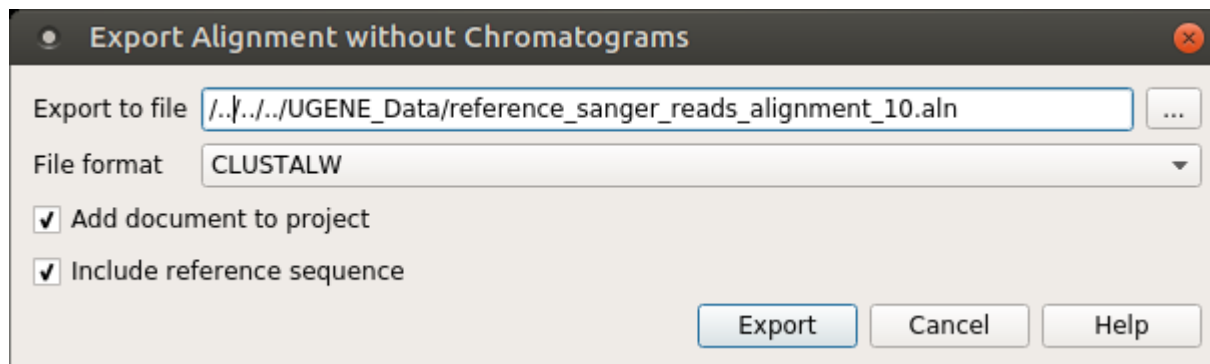 Export Alignment without Chromatograms
Export to file /../../../UGENE_Data/reference_sanger_reads_alignment_10.aln ...
File format CLUSTALW
Add document to project
Include reference sequence
Export Cancel Help